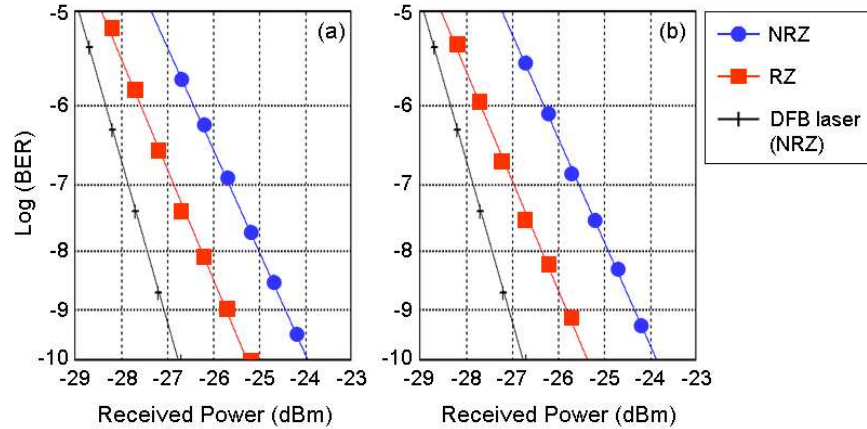 -5
(a)
-6
-7
-8
-9
-10
-29
-28
-27
-26
-25
-24
-23
Log (BER)
Received Power (dBm)
-5
(b)
-6
-7
-8
-9
-10
-29
-28
-27
-26
-25
-24
-23
Received Power (dBm)
NRZ
RZ
DFB laser
(NRZ)